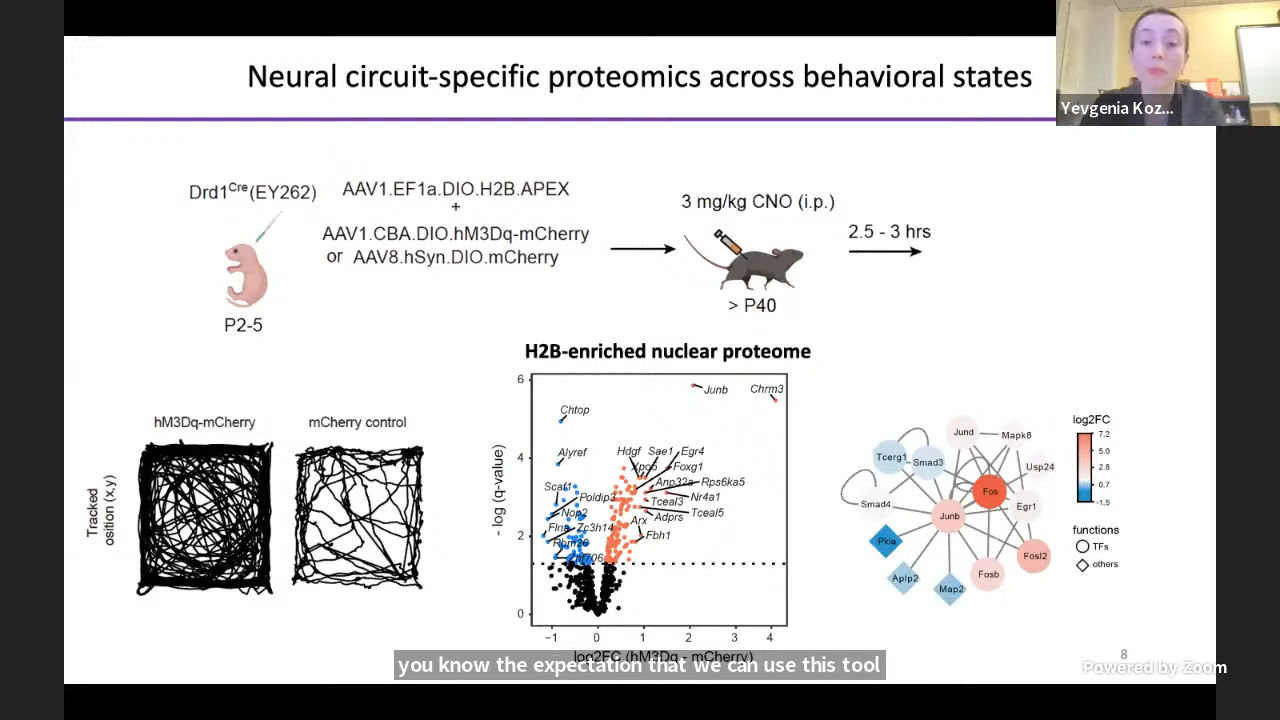 Neural circuit-specific proteomics across behavioral states
Yevgenia Koz...
Drd1Cre(EY262)
AAV1.EF1a.DIO.H2B.APEX
+
AAV1.CBA.DIO.hM3Dq-mCherry
or AAV8.hSyn.DIO.mCherry
P2-5
3 mg/kg CNO (i.p.)
> P40
2.5 - 3 hrs
hM3Dq-mCherry
mCherry control
Tracked
osition (x,y)
H2B-enriched nuclear proteome
- log (q-value)
6
4
2
0
Junb
Chrm3
Chtop
Alyref
Hdgf
Sae1
Egr4
Xpo5
Foxg1
Scaf1
Poldip3
Anp32a
Rps6ka5
Nr4a1
Nop2
Tceal3
Tceal5
Flna
Zc3h14
Arx
Adprs
Rbm26
Fbh1
Znf706
−1
0
1
2
3
4
log2FC (hM3Dq - mCherry)
Jund
Mapk8
Tcerg1
Smad3
Usp24
Fos
Smad4
Egr1
Junb
Pkia
Fosl2
Fosb
Aplp2
Map2
log2FC
7.2
5.0
2.8
0.7
-1.5
functions
TFs
others
you know the expectation that we can use this tool
8
Powered by Zoom